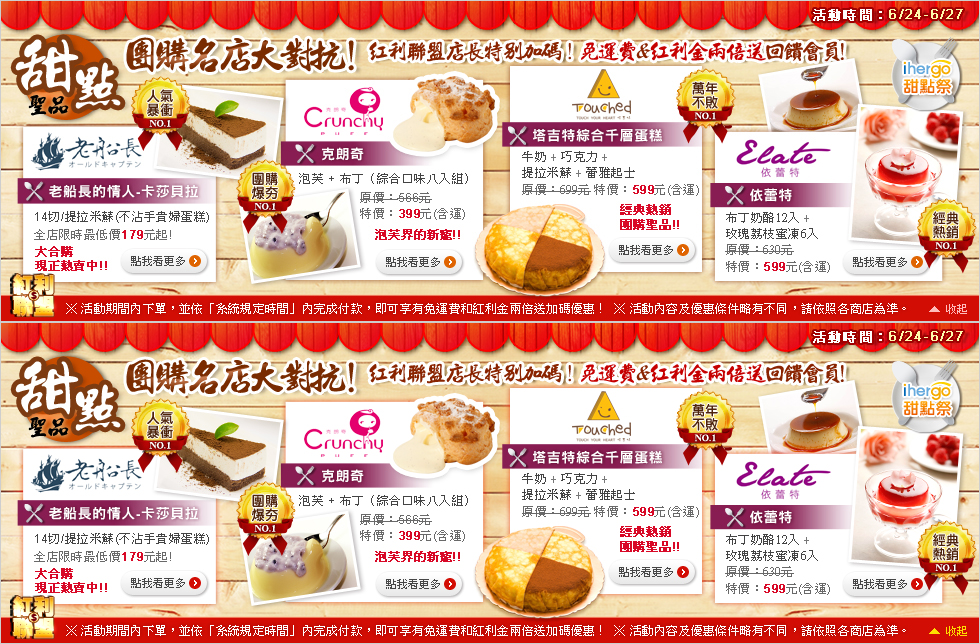 活動時間：6/24-6/27
甜點
聖品
團購名店大對抗！ 紅利聯盟店長特別加碼！免運費&紅利金兩倍送回饋會員！
ihergo
甜點祭
人氣
暴衝
NO.1
老船長
オールドキャプテン
老船長的情人-卡莎貝拉
14切/提拉米蘇(不沾手貴婦蛋糕)
全店限時最低價179元起!
大合購
現正熱賣中!!
點我看更多
克朗奇
Crunchy
PUFF
克朗奇
泡芙 + 布丁（綜合口味八入組）
原價：566元
特價：399元(含運)
泡芙界的新寵!!
點我看更多
團購
爆夯
NO.1
Touched
TOUCH YOUR HEART
塔吉特綜合千層蛋糕
牛奶 + 巧克力 +
提拉米蘇 + 蕾雅起士
原價：699元 特價：599元(含運)
經典熱銷
團購聖品!!
點我看更多
萬年
不敗
NO.1
Elate
依蕾特
依蕾特
布丁奶酪12入 +
玫瑰荔枝蜜凍6入
原價：630元
特價：599元(含運)
點我看更多
經典
熱銷
NO.1
紅利
聯盟
※ 活動期間內下單，並依「系統規定時間」內完成付款，即可享有免運費和紅利金兩倍送加碼優惠！ ※ 活動內容及優惠條件略有不同，請依照各商店為準。
收起
活動時間：6/24-6/27
甜點
聖品
團購名店大對抗！ 紅利聯盟店長特別加碼！免運費&紅利金兩倍送回饋會員！
ihergo
甜點祭
人氣
暴衝
NO.1
老船長
オールドキャプテン
老船長的情人-卡莎貝拉
14切/提拉米蘇(不沾手貴婦蛋糕)
全店限時最低價179元起!
大合購
現正熱賣中!!
點我看更多
克朗奇
Crunchy
PUFF
克朗奇
泡芙 + 布丁（綜合口味八入組）
原價：566元
特價：399元(含運)
泡芙界的新寵!!
點我看更多
團購
爆夯
NO.1
Touched
TOUCH YOUR HEART
塔吉特綜合千層蛋糕
牛奶 + 巧克力 +
提拉米蘇 + 蕾雅起士
原價：699元 特價：599元(含運)
經典熱銷
團購聖品!!
點我看更多
萬年
不敗
NO.1
Elate
依蕾特
依蕾特
布丁奶酪12入 +
玫瑰荔枝蜜凍6入
原價：630元
特價：599元(含運)
點我看更多
經典
熱銷
NO.1
紅利
聯盟
※ 活動期間內下單，並依「系統規定時間」內完成付款，即可享有免運費和紅利金兩倍送加碼優惠！ ※ 活動內容及優惠條件略有不同，請依照各商店為準。
收起